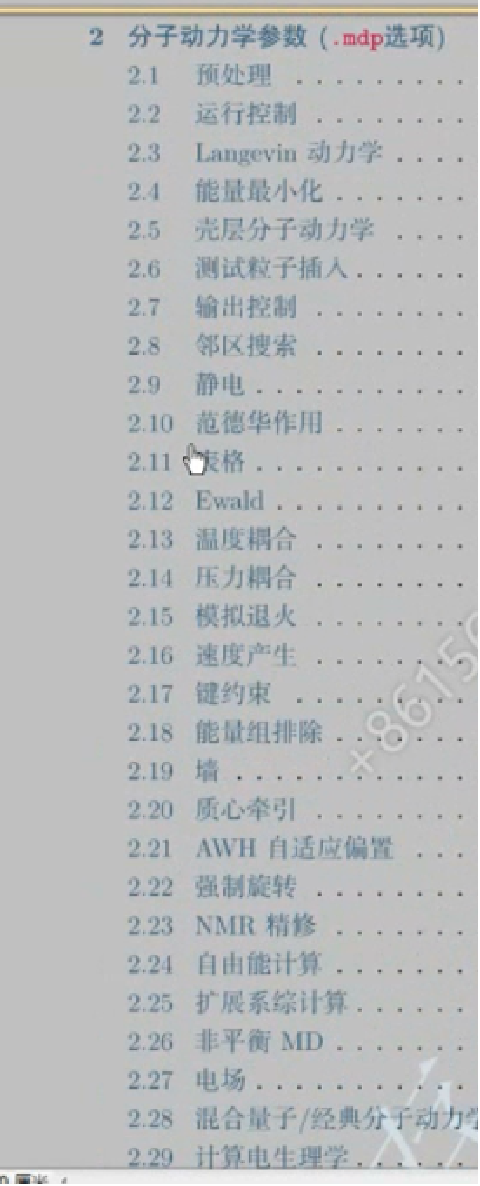 2 分子动力学参数 (.mdp选项)
2.1 预处理 . . . . . . . . .
2.2 运行控制 . . . . . . . .
2.3 Langevin 动力学 . . . .
2.4 能量最小化 . . . . . . .
2.5 壳层分子动力学 . . . .
2.6 测试粒子插入 . . . . . .
2.7 输出控制 . . . . . . . .
2.8 邻区搜索 . . . . . . . .
2.9 静电 . . . . . . . . . . .
2.10 范德华作用 . . . . . . .
2.11 表格 . . . . . . . . . . .
2.12 Ewald . . . . . . . . . .
2.13 温度耦合 . . . . . . . .
2.14 压力耦合 . . . . . . . .
2.15 模拟退火 . . . . . . . .
2.16 速度产生 . . . . . . . .
2.17 键约束 . . . . . . . . .
2.18 能量组排除 . . . . . . .
2.19 墙 . . . . . . . . . . . .
2.20 质心牵引 . . . . . . . .
2.21 AWH 自适应偏置 . . .
2.22 强制旋转 . . . . . . . .
2.23 NMR 精修 . . . . . . .
2.24 自由能计算 . . . . . . .
2.25 扩展系综计算 . . . . . .
2.26 非平衡 MD . . . . . . .
2.27 电场 . . . . . . . . . . .
2.28 混合量子/经典分子动力学
2.29 计算电生理学 . . . . . .
+86156
厘米